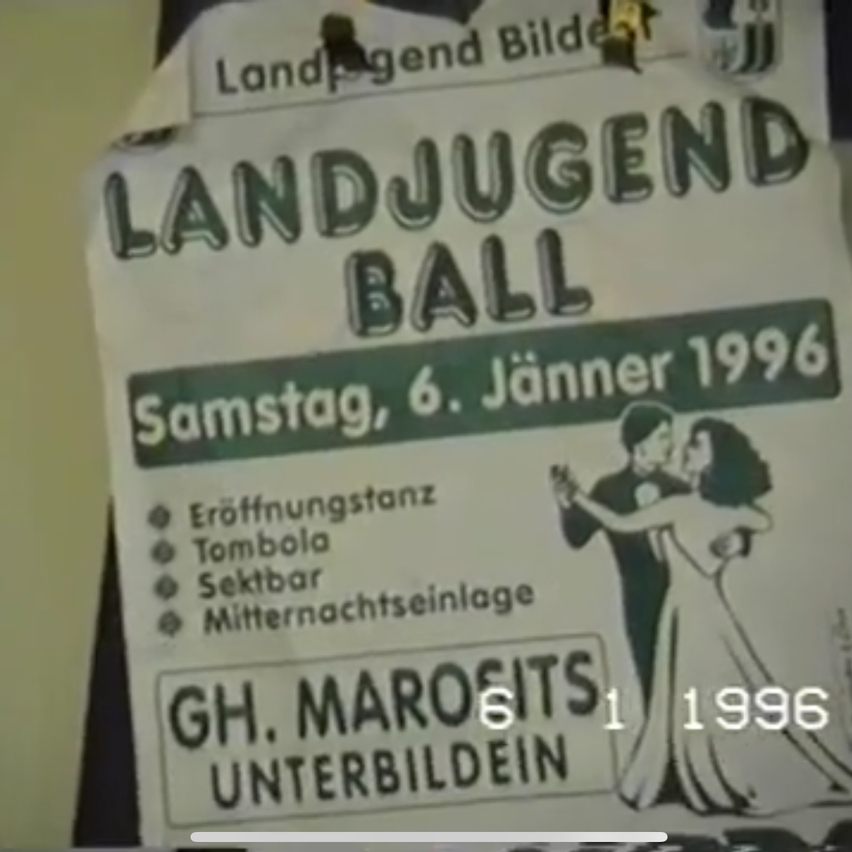 Landjugend Bildein
LANDJUGEND
BALL
Samstag, 6. Jänner 1996
Eröffnungstanz
Tombola
Sektbar
Mitternachtseinlage
GH. MAROSITS
UNTERBILDEIN
6 1 1996